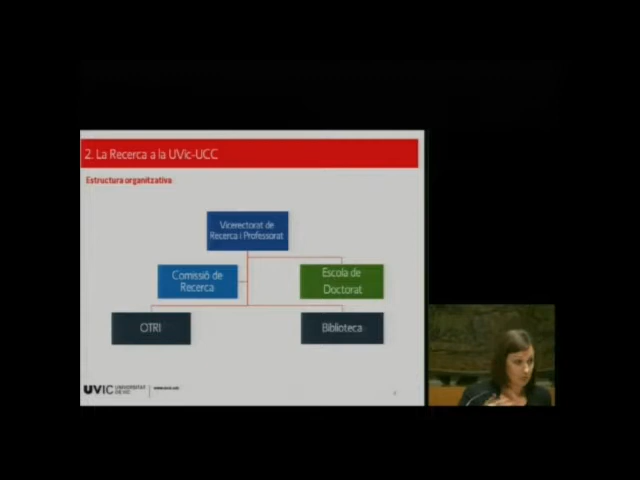 2. La Recerca a la UVic-UCC
Estructura organitzativa
Vicerectorat de
Recerca i Professorat
Comissió de
Recerca
Escola de
Doctorat
OTRI
Biblioteca
UVIC UNIVERSITAT
DE VIC
www.uvic.cat